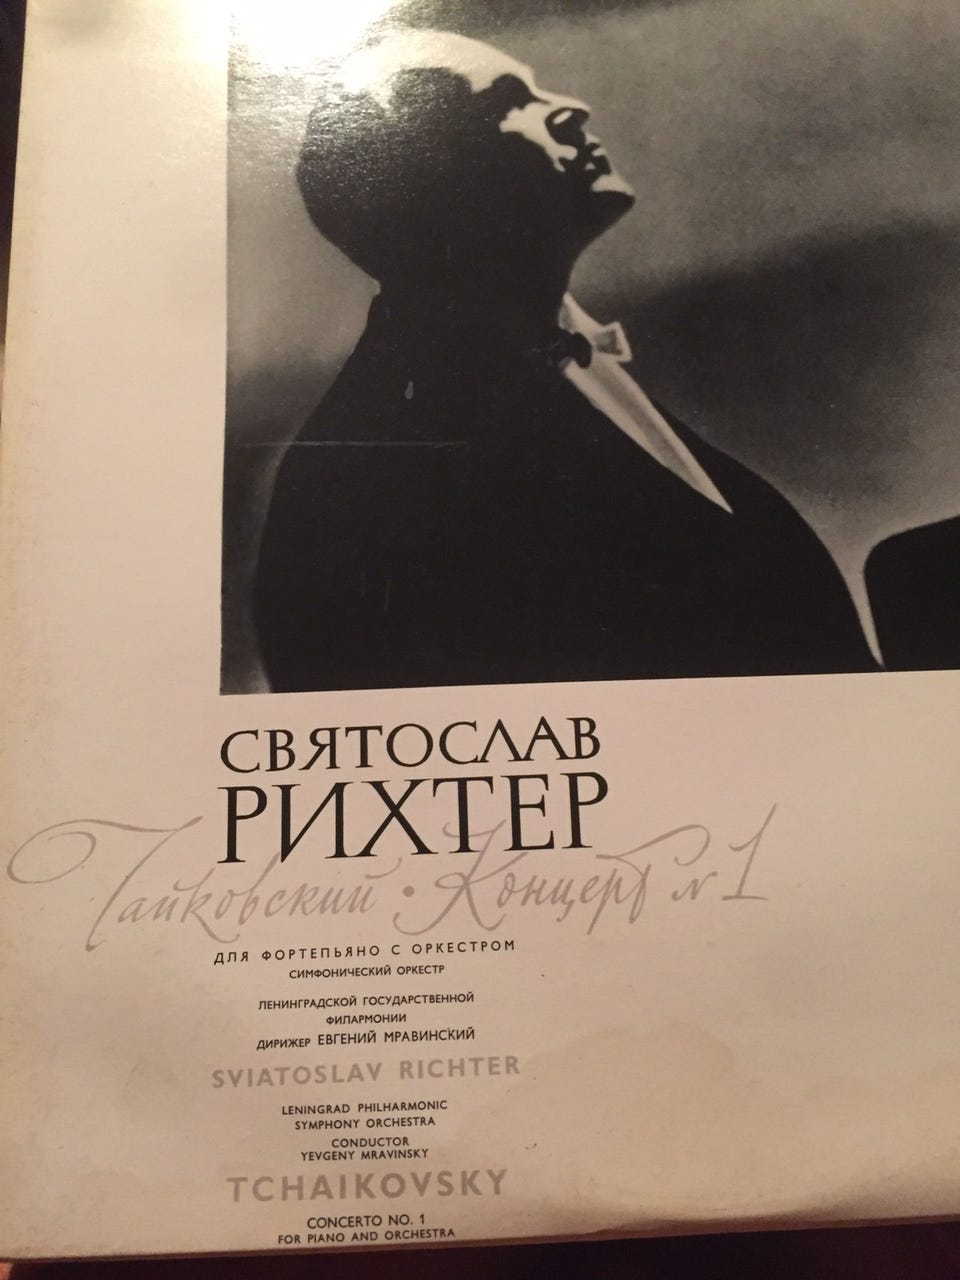 СВЯТОСЛАВ
РИХТЕР
Чайковский • Концерт № 1
ДЛЯ ФОРТЕПЬЯНО С ОРКЕСТРОМ
СИМФОНИЧЕСКИЙ ОРКЕСТР
ЛЕНИНГРАДСКОЙ ГОСУДАРСТВЕННОЙ
ФИЛАРМОНИИ
ДИРИЖЕР ЕВГЕНИЙ МРАВИНСКИЙ
SVIATOSLAV RICHTER
LENINGRAD PHILHARMONIC
SYMPHONY ORCHESTRA
CONDUCTOR
YEVGENY MRAVINSKY
TCHAIKOVSKY
CONCERTO NO. 1
FOR PIANO AND ORCHESTRA